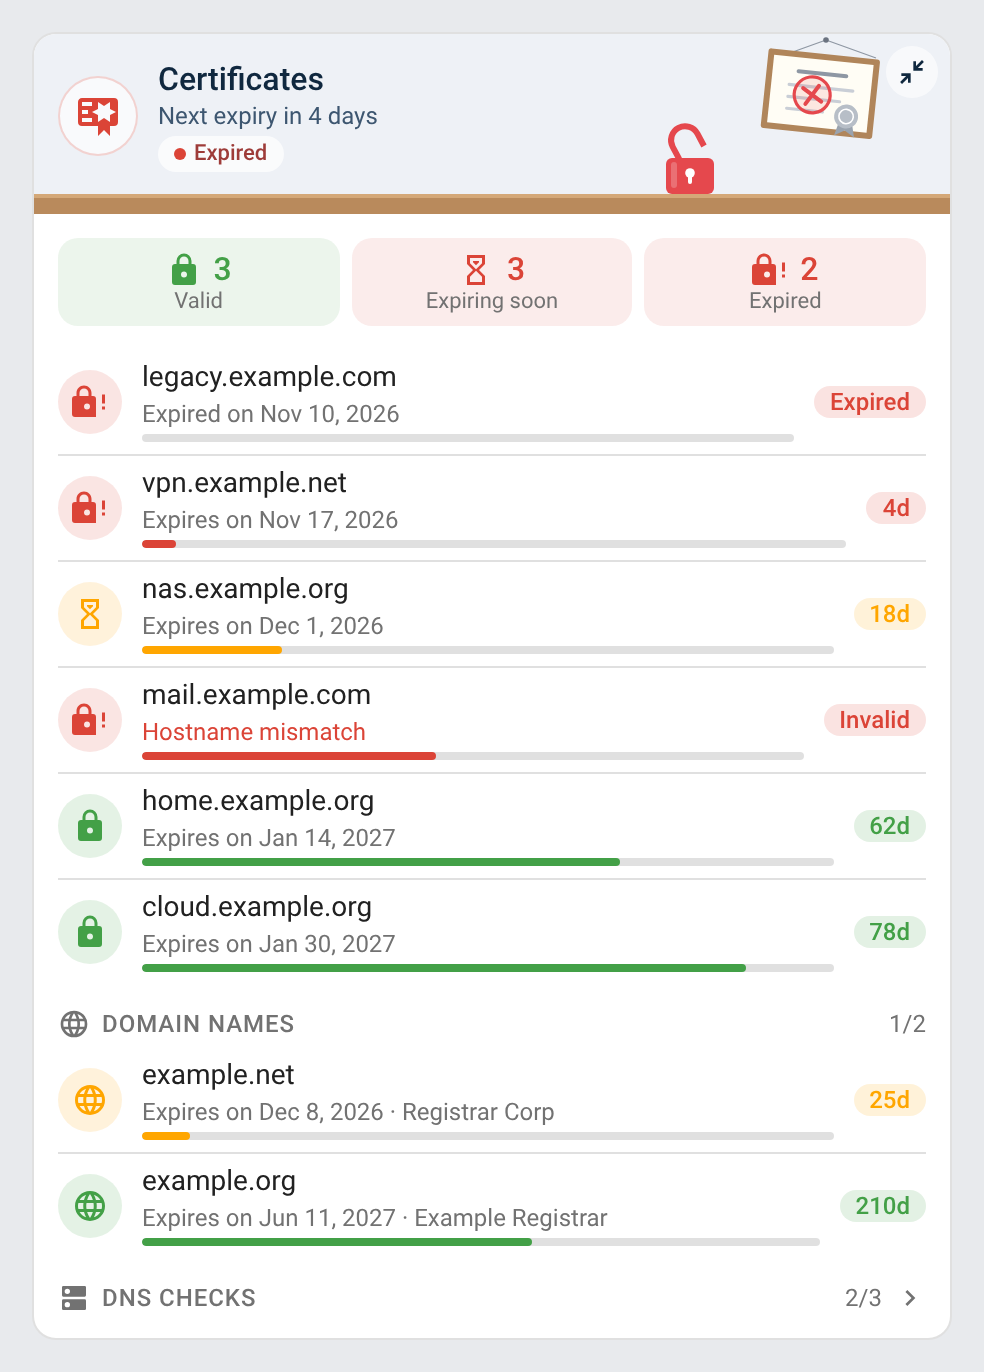 Certificates
Next expiry in 4 days
Expired
3
Valid
3
Expiring soon
2
Expired
legacy.example.com
Expired on Nov 10, 2026
Expired
vpn.example.net
Expires on Nov 17, 2026
4d
nas.example.org
Expires on Dec 1, 2026
18d
mail.example.com
Hostname mismatch
Invalid
home.example.org
Expires on Jan 14, 2027
62d
cloud.example.org
Expires on Jan 30, 2027
78d
DOMAIN NAMES 1/2
example.net
Expires on Dec 8, 2026 · Registrar Corp
25d
example.org
Expires on Jun 11, 2027 · Example Registrar
210d
DNS CHECKS 2/3